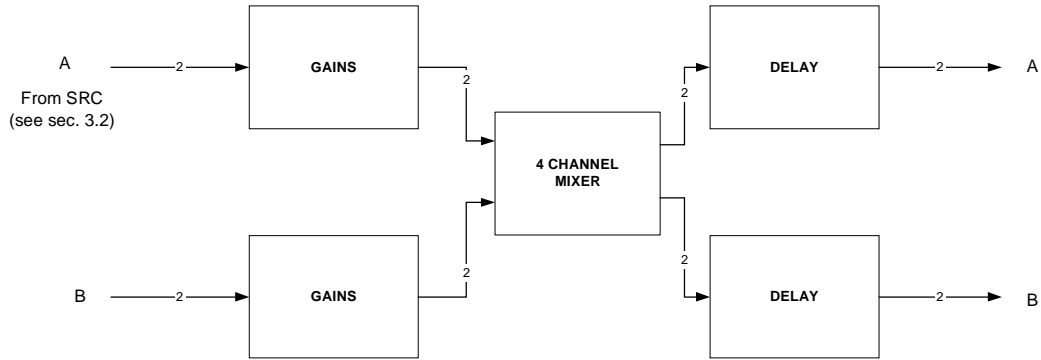 A
From SRC
(see sec. 3.2)
2
GAINS
2
4 CHANNEL
MIXER
2
DELAY
2
A
B
2
GAINS
2
2
DELAY
2
B